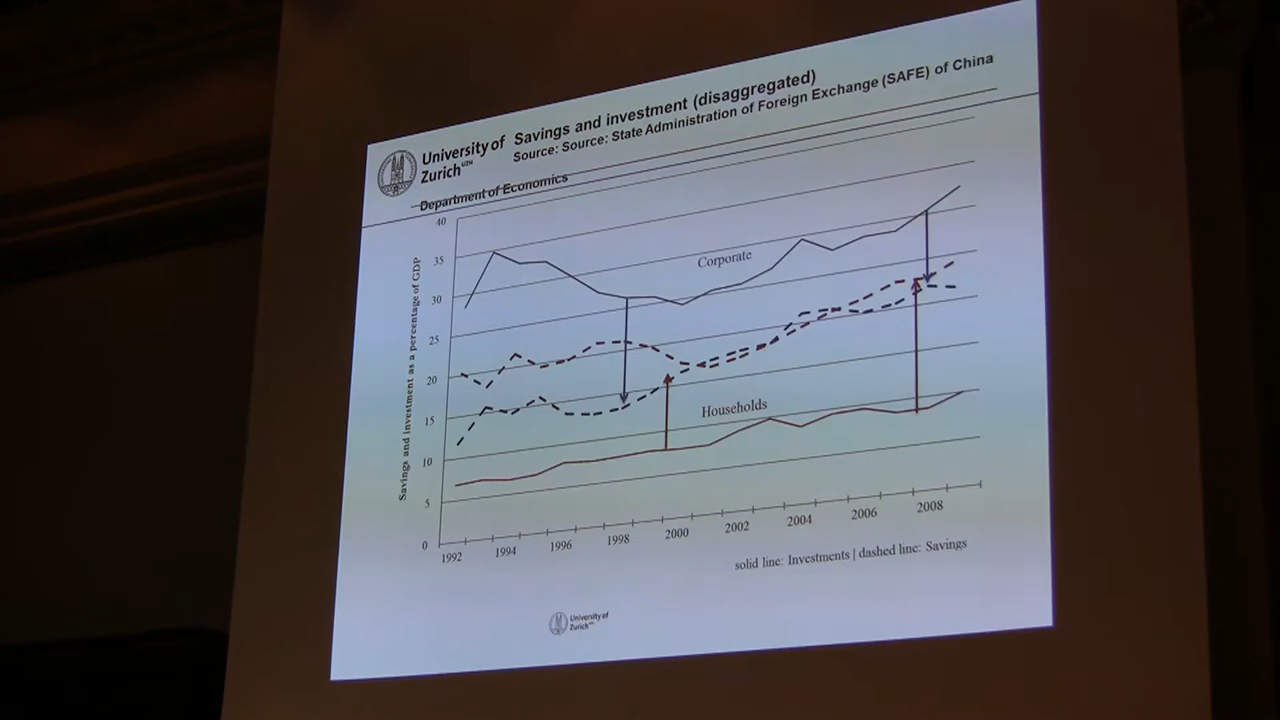 University of
Zurich UZH
Savings and investment (disaggregated)
Source: Source: State Administration of Foreign Exchange (SAFE) of China
Department of Economics
Savings and investment as a percentage of GDP
40
35
30
25
20
15
10
5
0
Corporate
Households
1992
1994
1996
1998
2000
2002
2004
2006
2008
solid line: Investments | dashed line: Savings
University of
Zurich